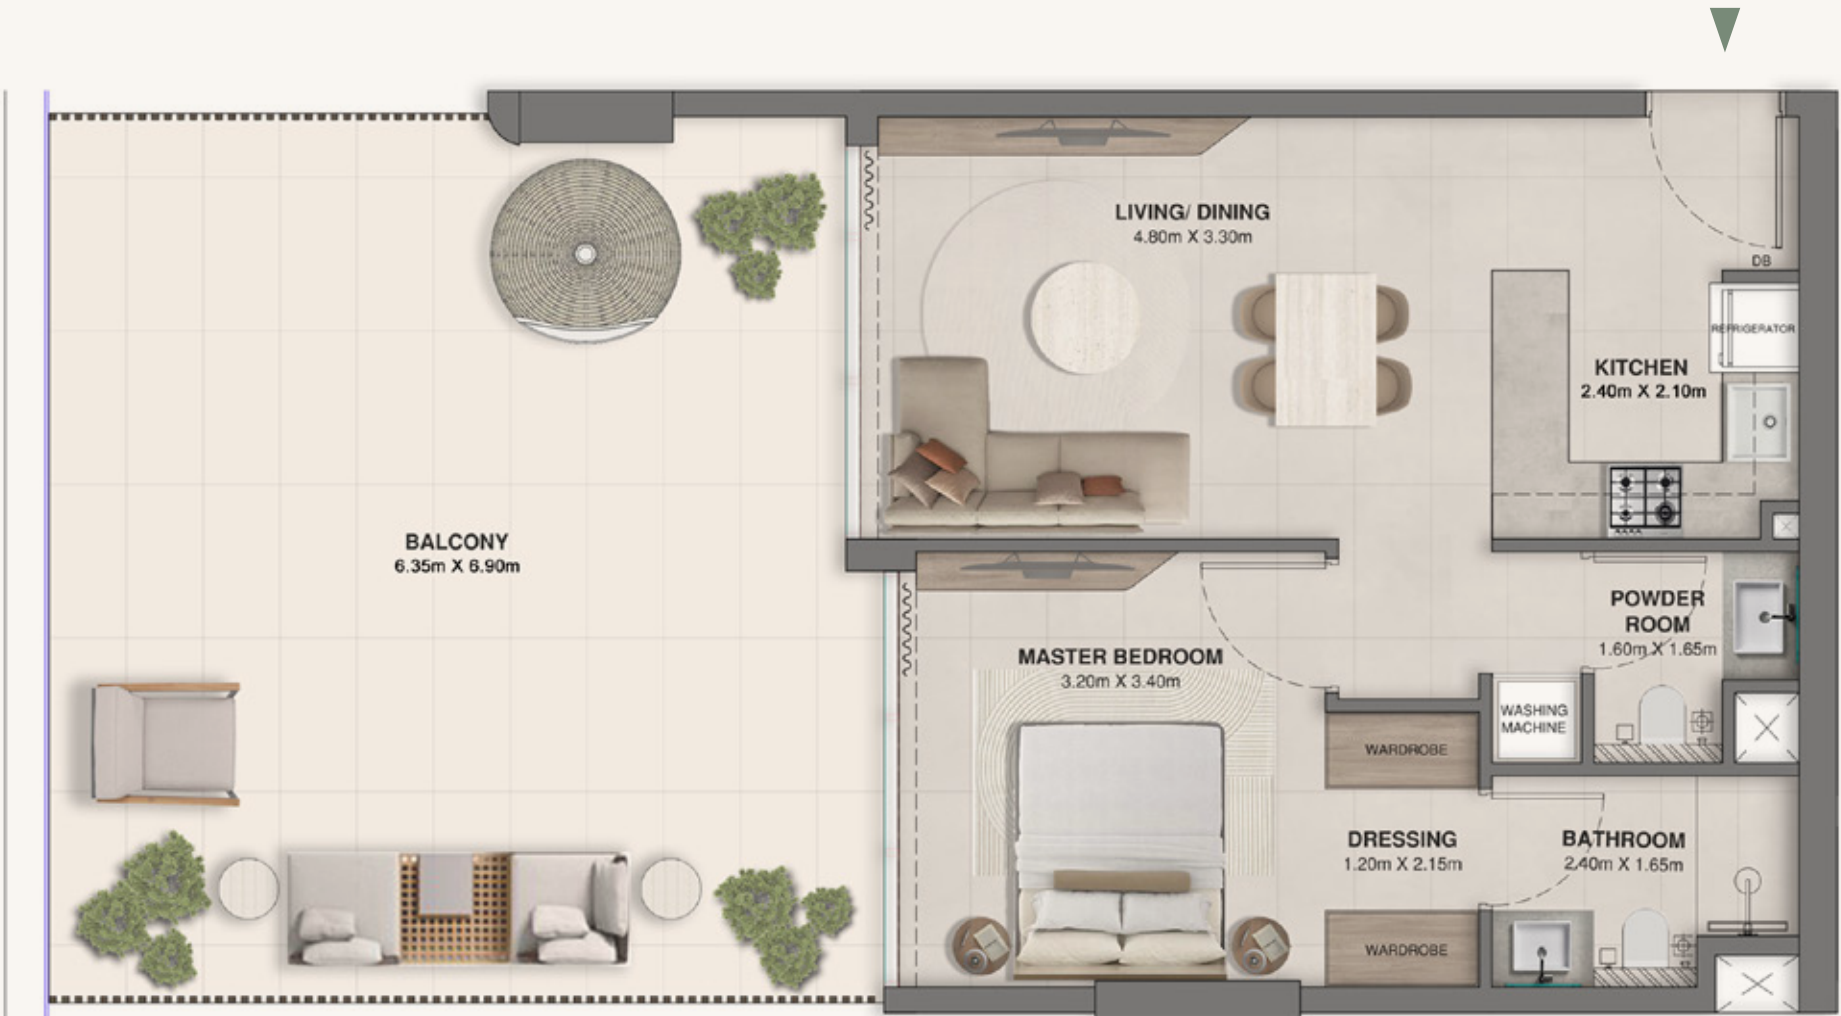 LIVING/ DINING
4.80m X 3.30m
DB
REFRIGERATOR
KITCHEN
2.40m X 2.10m
BALCONY
6.35m X 6.90m
POWDER
ROOM
1.60m X 1.65m
MASTER BEDROOM
3.20m X 3.40m
WASHING
MACHINE
WARDROBE
DRESSING
1.20m X 2.15m
BATHROOM
2.40m X 1.65m
WARDROBE